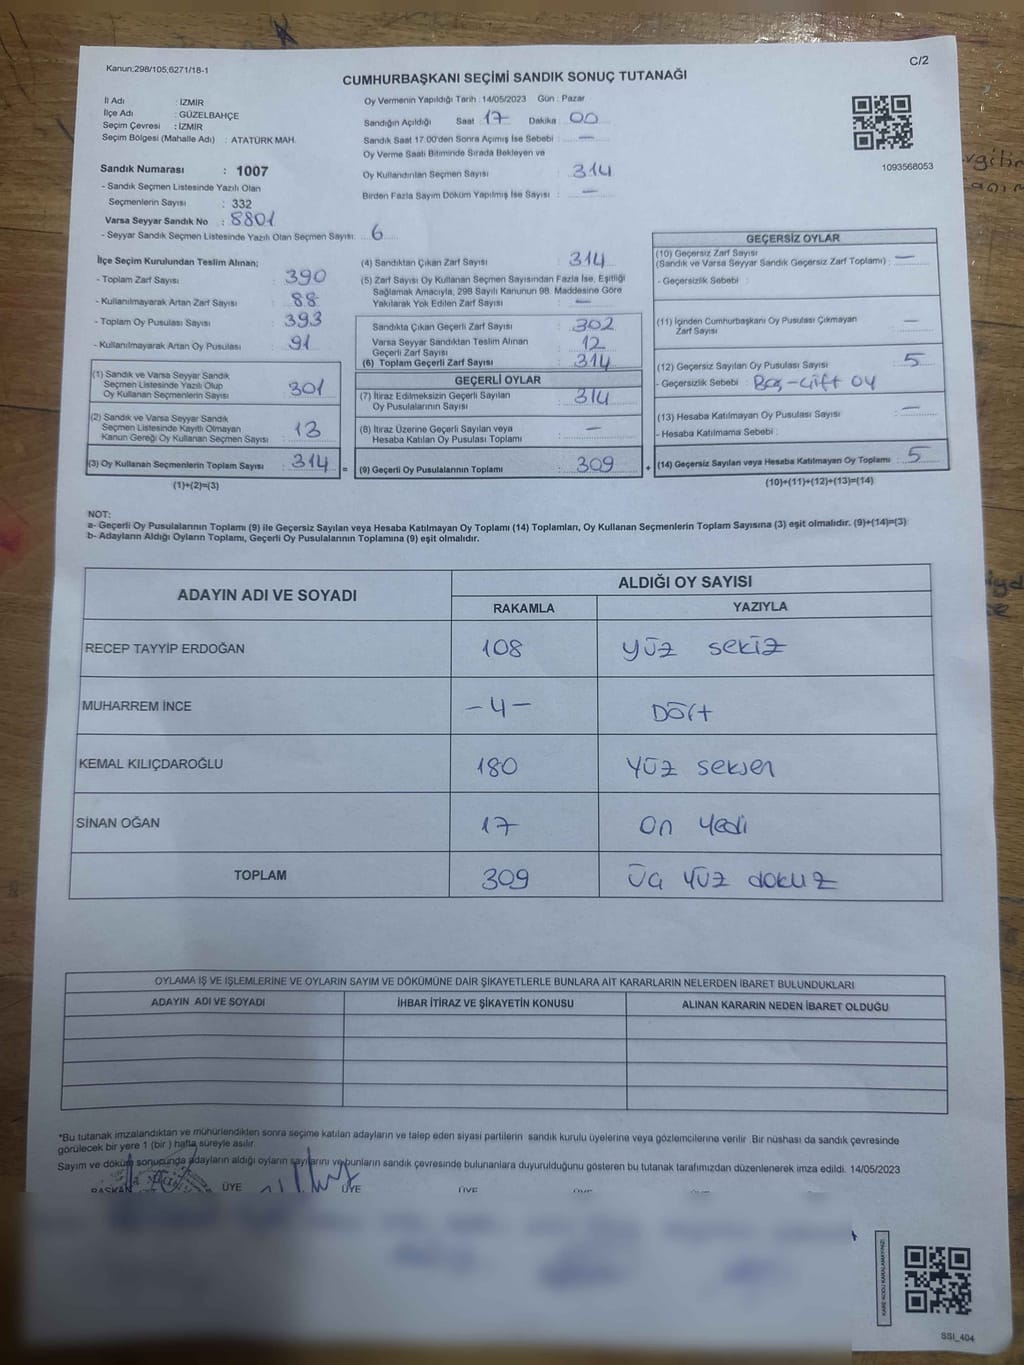 Kanun:298/105,6271/18-1
C/2
CUMHURBAŞKANI SEÇİMİ SANDIK SONUÇ TUTANAĞI
İl Adı : İZMİR
İlçe Adı : GÜZELBAHÇE
Seçim Çevresi : İZMİR
Seçim Bölgesi (Mahalle Adı) : ATATÜRK MAH.
Sandık Numarası : 1007
- Sandık Seçmen Listesinde Yazılı Olan
Seçmenlerin Sayısı : 332
Varsa Seyyar Sandık No : 8801
- Seyyar Sandık Seçmen Listesinde Yazılı Olan Seçmen Sayısı: 6
Oy Vermenin Yapıldığı Tarih : 14/05/2023 Gün : Pazar
Sandığın Açıldığı Saat 17 Dakika 00
Sandık Saat 17.00'den Sonra Açımış İse Sebebi : —
Oy Verme Saati Bitiminde Sırada Bekleyen ve
Oy Kullandırılan Seçmen Sayısı : 314
Birden Fazla Sayım Döküm Yapılmış İse Sayısı : —
1093568053
İlçe Seçim Kurulundan Teslim Alınan;
- Toplam Zarf Sayısı : 390
- Kullanılmayarak Artan Zarf Sayısı : 88
- Toplam Oy Pusulası Sayısı : 393
- Kullanılmayarak Artan Oy Pusulası : 91
(1) Sandık ve Varsa Seyyar Sandık
Seçmen Listesinde Yazılı Olup
Oy Kullanan Seçmenlerin Sayısı : 301
(2) Sandık ve Varsa Seyyar Sandık
Seçmen Listesinde Kayıtlı Olmayan
Kanun Gereği Oy Kullanan Seçmen Sayısı : 13
(3) Oy Kullanan Seçmenlerin Toplam Sayısı : 314 =
(1)+(2)=(3)
(4) Sandıktan Çıkan Zarf Sayısı : 314
(5) Zarf Sayısı Oy Kullanan Seçmen Sayısından Fazla İse, Eşitliği
Sağlamak Amacıyla, 298 Sayılı Kanunun 98. Maddesine Göre
Yakılarak Yok Edilen Zarf Sayısı : —
Sandıkta Çıkan Geçerli Zarf Sayısı : 302
Varsa Seyyar Sandıktan Teslim Alınan
Geçerli Zarf Sayısı : 12
(6) Toplam Geçerli Zarf Sayısı : 314
GEÇERLİ OYLAR
(7) İtiraz Edilmeksizin Geçerli Sayılan
Oy Pusulalarının Sayısı : 314
(8) İtiraz Üzerine Geçerli Sayılan veya
Hesaba Katılan Oy Pusulası Toplamı : —
(9) Geçerli Oy Pusulalarının Toplamı : 309 +
GEÇERSİZ OYLAR
(10) Geçersiz Zarf Sayısı
(Sandık ve Varsa Seyyar Sandık Geçersiz Zarf Toplamı) : —
- Geçersizlik Sebebi :
(11) İçinden Cumhurbaşkanı Oy Pusulası Çıkmayan
Zarf Sayısı : —
(12) Geçersiz Sayılan Oy Pusulası Sayısı : 5
- Geçersizlik Sebebi : Boş-çift oy
(13) Hesaba Katılmayan Oy Pusulası Sayısı : —
- Hesaba Katılmama Sebebi :
(14) Geçersiz Sayılan veya Hesaba Katılmayan Oy Toplamı : 5
(10)+(11)+(12)+(13)=(14)
NOT:
a- Geçerli Oy Pusulalarının Toplamı (9) ile Geçersiz Sayılan veya Hesaba Katılmayan Oy Toplamı (14) Toplamları, Oy Kullanan Seçmenlerin Toplam Sayısına (3) eşit olmalıdır. (9)+(14)=(3)
b- Adayların Aldığı Oyların Toplamı, Geçerli Oy Pusulalarının Toplamına (9) eşit olmalıdır.
ADAYIN ADI VE SOYADI ALDIĞI OY SAYISI
RAKAMLA YAZIYLA
RECEP TAYYİP ERDOĞAN 108 yüz sekiz
MUHARREM İNCE -4- Dört
KEMAL KILIÇDAROĞLU 180 yüz seksen
SİNAN OĞAN 17 on yedi
TOPLAM 309 üç yüz dokuz
OYLAMA İŞ VE İŞLEMLERİNE VE OYLARIN SAYIM VE DÖKÜMÜNE DAİR ŞİKAYETLERLE BUNLARA AİT KARARLARIN NELERDEN İBARET BULUNDUKLARI
ADAYIN ADI VE SOYADI İHBAR İTİRAZ VE ŞİKAYETİN KONUSU ALINAN KARARIN NEDEN İBARET OLDUĞU
*Bu tutanak imzalandıktan ve mühürlendikten sonra seçime katılan adayların ve talep eden siyasi partilerin sandık kurulu üyelerine veya gözlemcilerine verilir. Bir nüshası da sandık çevresinde
görülecek bir yere 1 (bir) hafta süreyle asılır.
Sayım ve döküm sonucunda adayların aldığı oyların sayılarını ve bunların sandık çevresinde bulunanlara duyurulduğunu gösteren bu tutanak tarafımızdan düzenlenerek imza edildi. 14/05/2023
BAŞKAN ÜYE ÜYE ÜYE ÜYE ÜYE
SSI_404